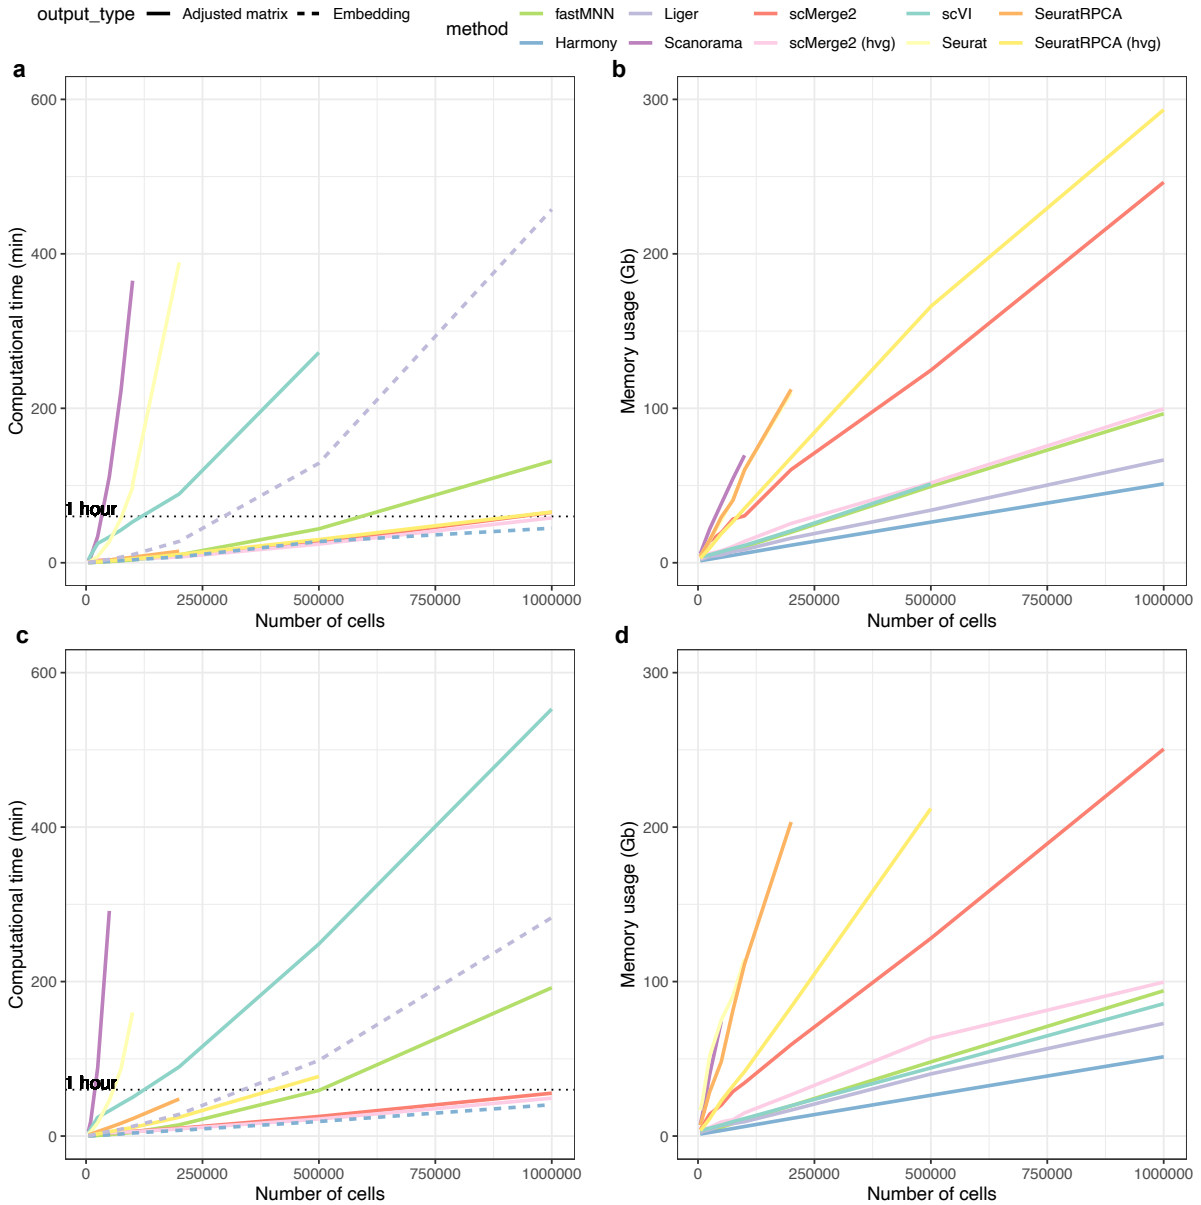 output_type Adjusted matrix Embedding
method
fastMNN Liger scMerge2 scVI SeuratRPCA
Harmony Scanorama scMerge2 (hvg) Seurat SeuratRPCA (hvg)
a
600
400
200
0
Computational time (min)
1 hour
0 250000 500000 750000 1000000
Number of cells
b
300
200
100
0
Memory usage (Gb)
0 250000 500000 750000 1000000
Number of cells
c
600
400
200
0
Computational time (min)
1 hour
0 250000 500000 750000 1000000
Number of cells
d
300
200
100
0
Memory usage (Gb)
0 250000 500000 750000 1000000
Number of cells